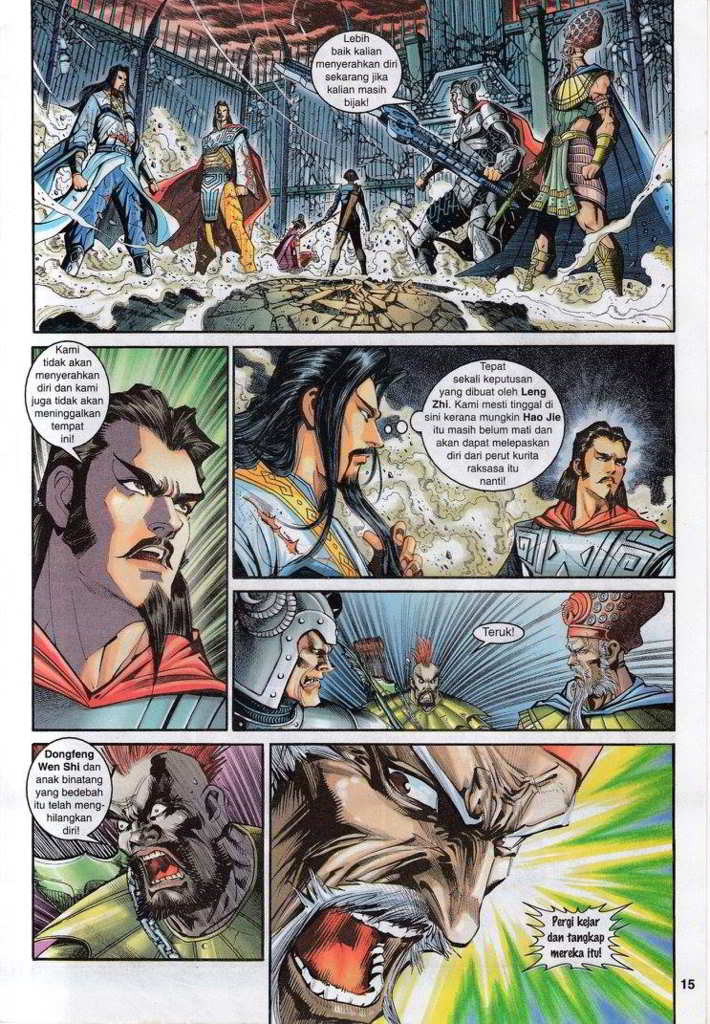 Lebih
baik kalian
menyerahkan diri
sekarang jika
kalian masih
bijak!
Kami
tidak akan
menyerahkan
diri dan kami
juga tidak akan
meninggalkan
tempat
ini!
Tepat
sekali keputusan
yang dibuat oleh Leng
Zhi. Kami mesti tinggal di
sini kerana mungkin Hao Jie
itu masih belum mati dan
akan dapat melepaskan
diri dari perut kurita
raksasa itu
nanti!
Teruk!
Dongfeng
Wen Shi dan
anak binatang
yang bedebah
itu telah meng-
hilangkan
diri!
Pergi kejar
dan tangkap
mereka itu!
15